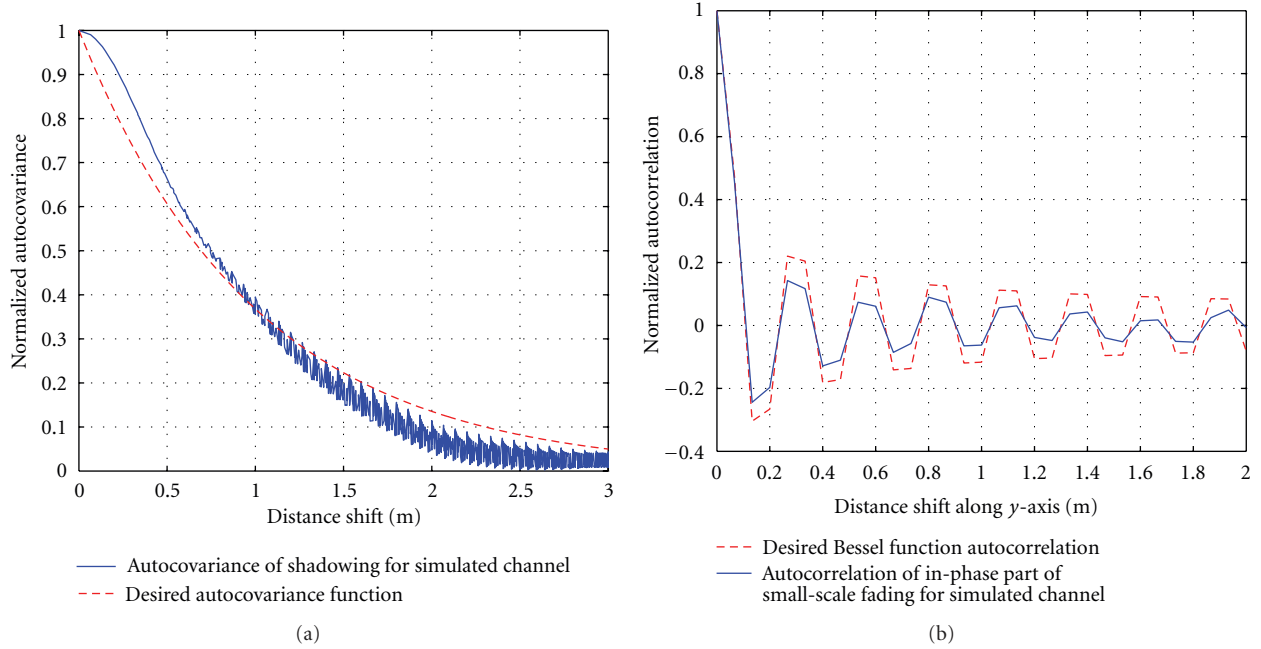 1
0.9
0.8
0.7
0.6
0.5
0.4
0.3
0.2
0.1
0
Normalized autocovariance
0 0.5 1 1.5 2 2.5 3
Distance shift (m)
Autocovariance of shadowing for simulated channel
Desired autocovariance function
(a)
1
0.8
0.6
0.4
0.2
0
−0.2
−0.4
Normalized autocorrelation
0 0.2 0.4 0.6 0.8 1 1.2 1.4 1.6 1.8 2
Distance shift along y-axis (m)
Desired Bessel function autocorrelation
Autocorrelation of in-phase part of
small-scale fading for simulated channel
(b)